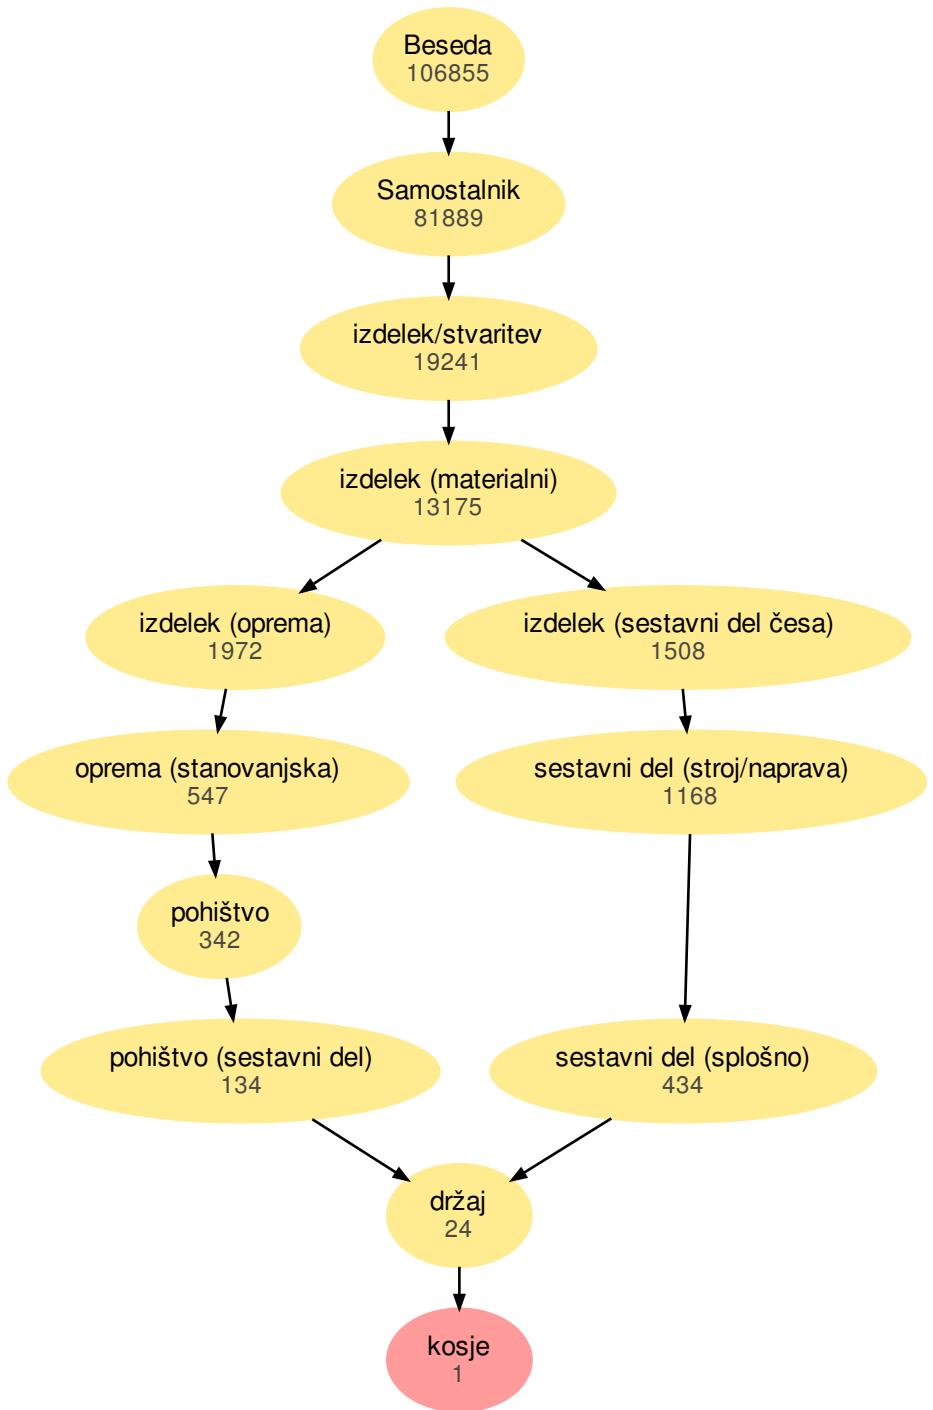 Beseda
106855
Samostalnik
81889
izdelek/stvaritev
19241
izdelek (materialni)
13175
izdelek (oprema)
1972
izdelek (sestavni del česa)
1508
oprema (stanovanjska)
547
sestavni del (stroj/naprava)
1168
pohištvo
342
pohištvo (sestavni del)
134
sestavni del (splošno)
434
držaj
24
kosje
1